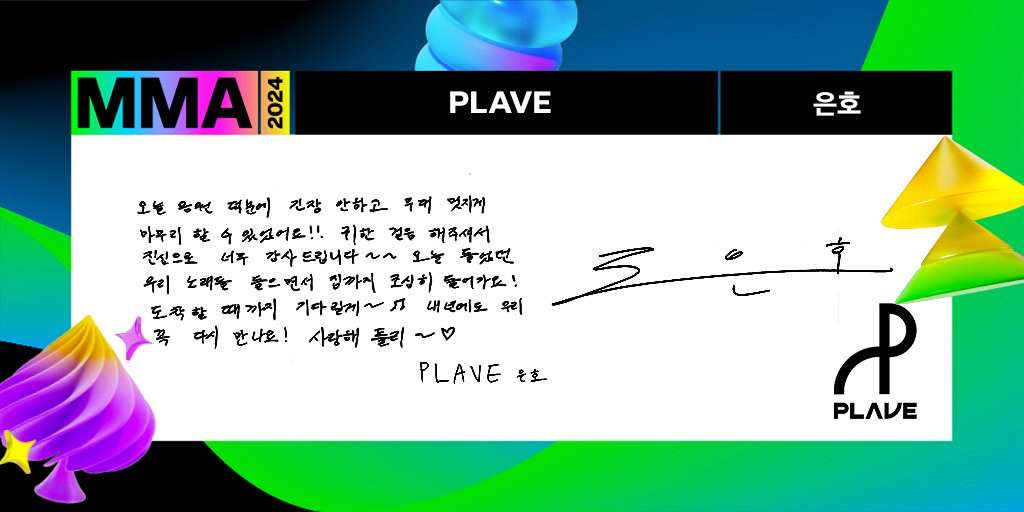 MMA 2024
PLAVE
은호
오늘 응원 덕분에 긴장 안하고 무대 멋지게
마무리 할 수 있었어요!! 귀한 걸음 해주셔서
진심으로 너무 감사드립니다~~ 오늘 들었던
우리 노래들 들으면서 집까지 조심히 들어가요!
도착할 때까지 기다릴게~♫ 내년에도 우리
꼭 다시 만나요! 사랑해 플리~♡
PLAVE 은호
은호
PLAVE